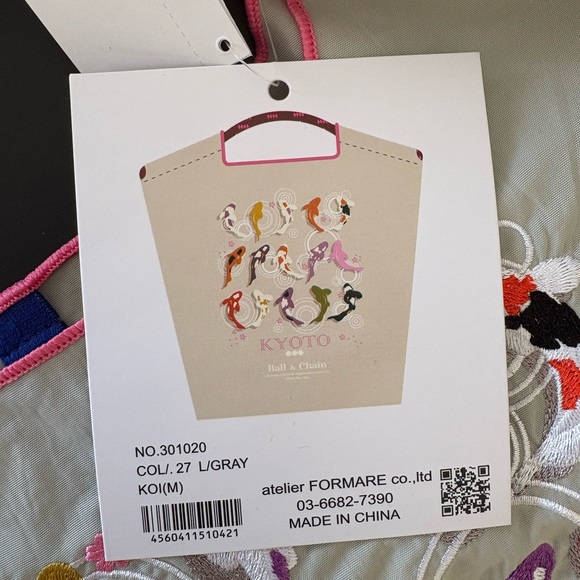 KYOTO
Ball & Chain
NO.301020
COL/. 27 L/GRAY
KOI(M)
4560411510421
atelier FORMARE co.,ltd
03-6682-7390
MADE IN CHINA